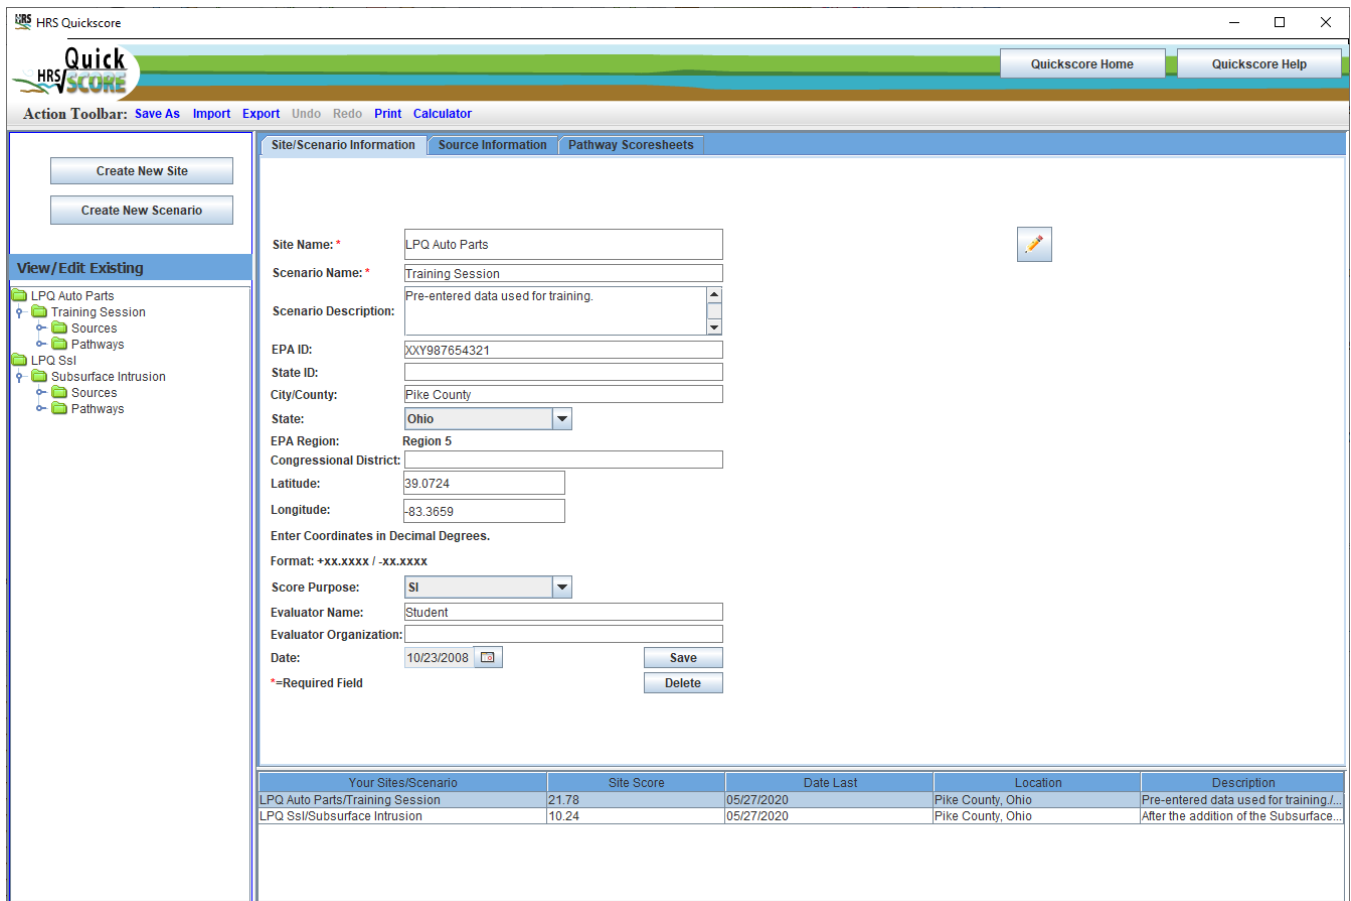 HRS HRS Quickscore
Quick
HRS/SCORE
Quickscore Home
Quickscore Help
Action Toolbar: Save As Import Export Undo Redo Print Calculator
Create New Site
Create New Scenario
View/Edit Existing
LPQ Auto Parts
Training Session
Sources
Pathways
LPQ SsI
Subsurface Intrusion
Sources
Pathways
Site/Scenario Information
Source Information
Pathway Scoresheets
Site Name: * LPQ Auto Parts
Scenario Name: * Training Session
Scenario Description: Pre-entered data used for training.
EPA ID: XXY987654321
State ID:
City/County: Pike County
State: Ohio
EPA Region: Region 5
Congressional District:
Latitude: 39.0724
Longitude: -83.3659
Enter Coordinates in Decimal Degrees.
Format: +xx.xxxx / -xx.xxxx
Score Purpose: SI
Evaluator Name: Student
Evaluator Organization:
Date: 10/23/2008 Save
*=Required Field Delete
Your Sites/Scenario Site Score Date Last Location Description
LPQ Auto Parts/Training Session 21.78 05/27/2020 Pike County, Ohio Pre-entered data used for training./...
LPQ SsI/Subsurface Intrusion 10.24 05/27/2020 Pike County, Ohio After the addition of the Subsurface...